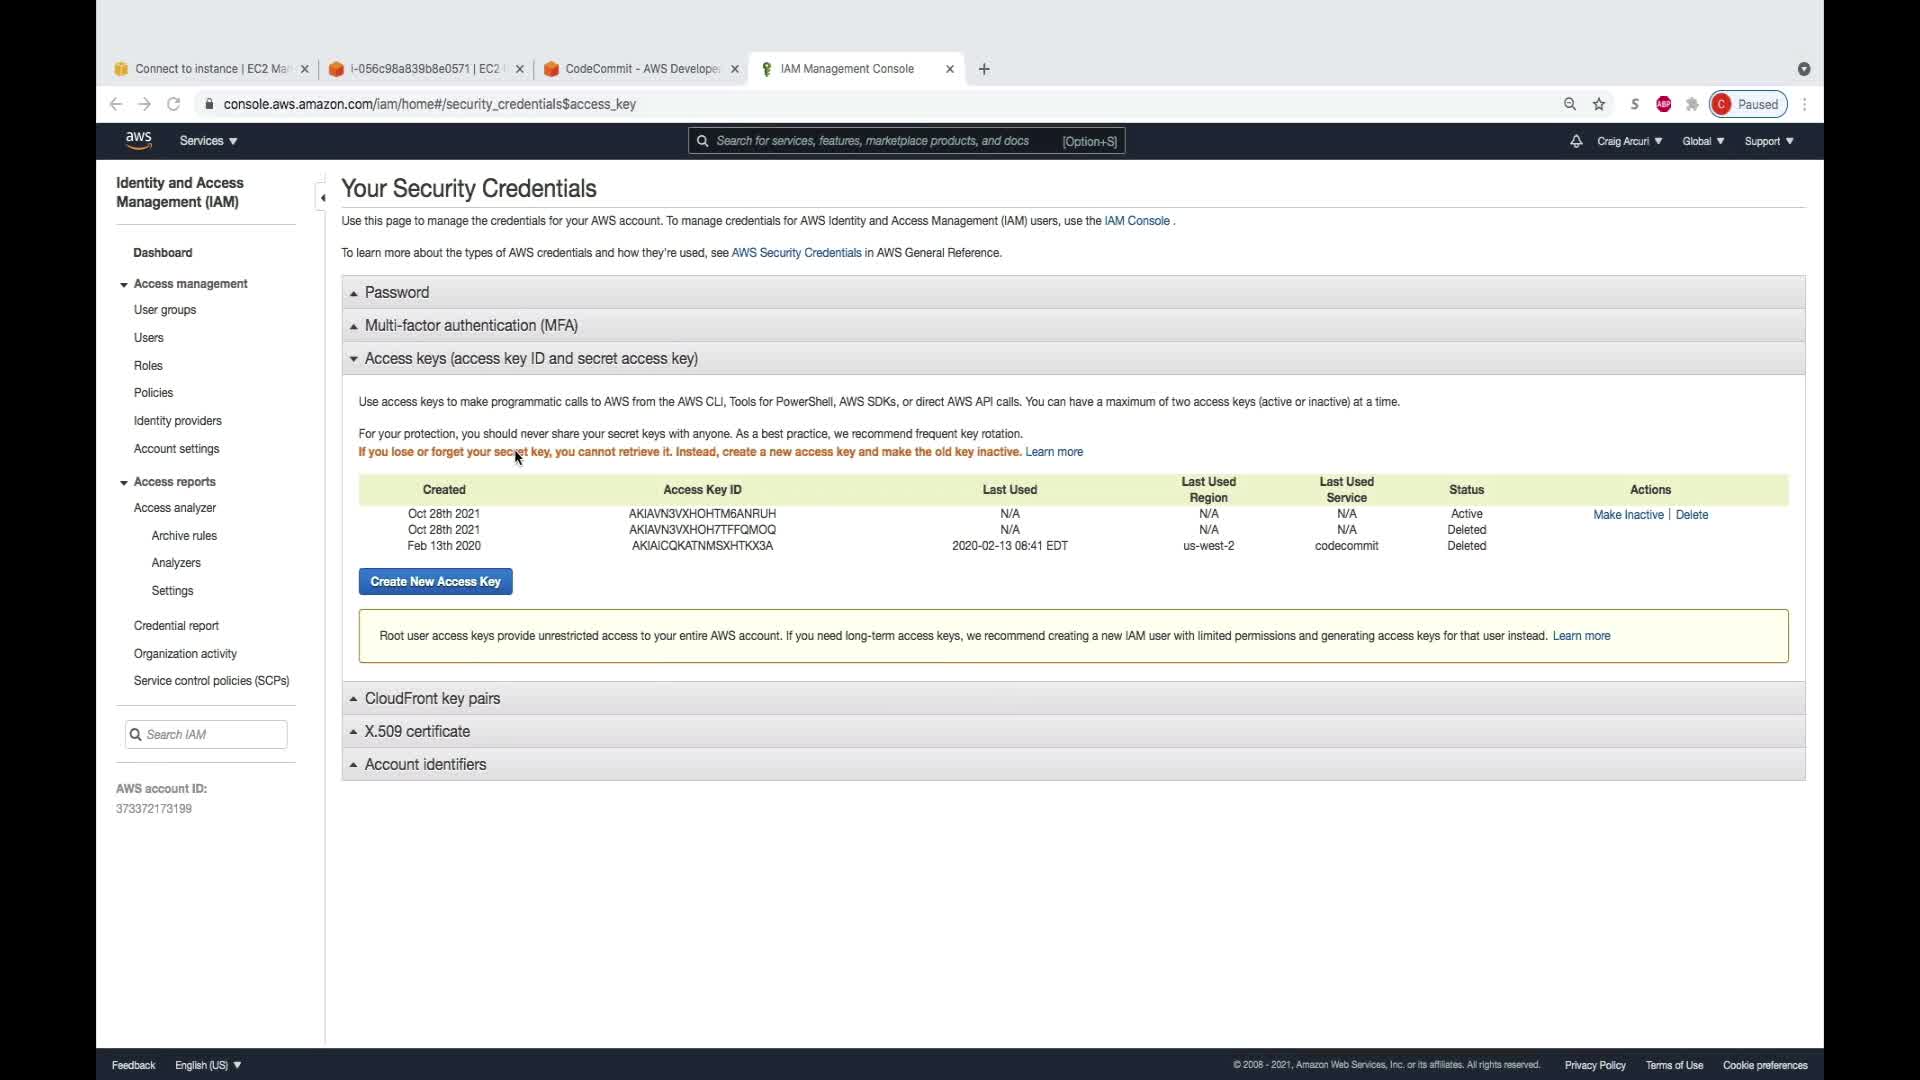 Connect to instance | EC2 Man
i-056c98a839b8e0571 | EC2
CodeCommit - AWS Develope
IAM Management Console
console.aws.amazon.com/iam/home#/security_credentials$access_key
S
ABP
C Paused
aws
Services
Search for services, features, marketplace products, and docs [Option+S]
Craig Arcuri
Global
Support
Identity and Access
Management (IAM)
Dashboard
Access management
User groups
Users
Roles
Policies
Identity providers
Account settings
Access reports
Access analyzer
Archive rules
Analyzers
Settings
Credential report
Organization activity
Service control policies (SCPs)
Search IAM
AWS account ID:
373372173199
Your Security Credentials
Use this page to manage the credentials for your AWS account. To manage credentials for AWS Identity and Access Management (IAM) users, use the IAM Console .
To learn more about the types of AWS credentials and how they're used, see AWS Security Credentials in AWS General Reference.
Password
Multi-factor authentication (MFA)
Access keys (access key ID and secret access key)
Use access keys to make programmatic calls to AWS from the AWS CLI, Tools for PowerShell, AWS SDKs, or direct AWS API calls. You can have a maximum of two access keys (active or inactive) at a time.
For your protection, you should never share your secret keys with anyone. As a best practice, we recommend frequent key rotation.
If you lose or forget your secret key, you cannot retrieve it. Instead, create a new access key and make the old key inactive. Learn more
Created Access Key ID Last Used Last Used Region Last Used Service Status Actions
Oct 28th 2021 AKIAVN3VXHOHTM6ANRUH N/A N/A N/A Active Make Inactive | Delete
Oct 28th 2021 AKIAVN3VXHOH7TFFQMOQ N/A N/A N/A Deleted
Feb 13th 2020 AKIAICQKATNMSXHTKX3A 2020-02-13 08:41 EDT us-west-2 codecommit Deleted
Create New Access Key
Root user access keys provide unrestricted access to your entire AWS account. If you need long-term access keys, we recommend creating a new IAM user with limited permissions and generating access keys for that user instead. Learn more
CloudFront key pairs
X.509 certificate
Account identifiers
Feedback
English (US)
© 2008 - 2021, Amazon Web Services, Inc. or its affiliates. All rights reserved.
Privacy Policy
Terms of Use
Cookie preferences